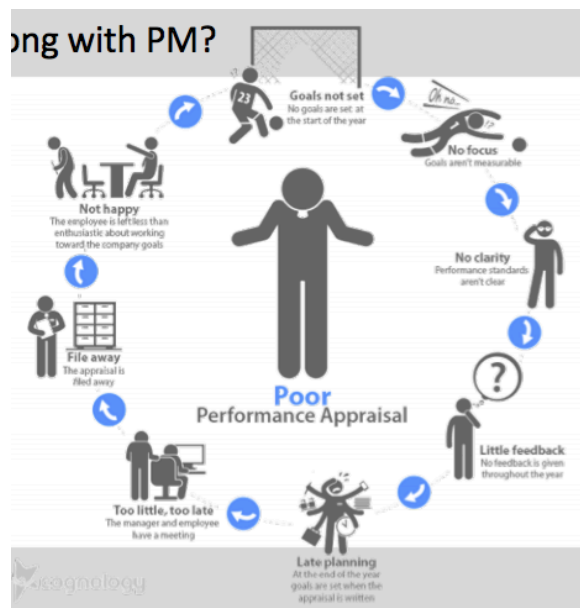 ong with PM?
23
Goals not set
No goals are set at
the start of the year
Oh no...
No focus
Goals aren't measurable
No clarity
Performance standards
aren't clear
?
Little feedback
No feedback is given
throughout the year
Late planning
At the end of the year
goals are set when the
appraisal is written
Too little, too late
The manager and employee
have a meeting
File away
The appraisal is
filed away
Not happy
The employee is left less than
enthusiastic about working
toward the company goals
Poor
Performance Appraisal